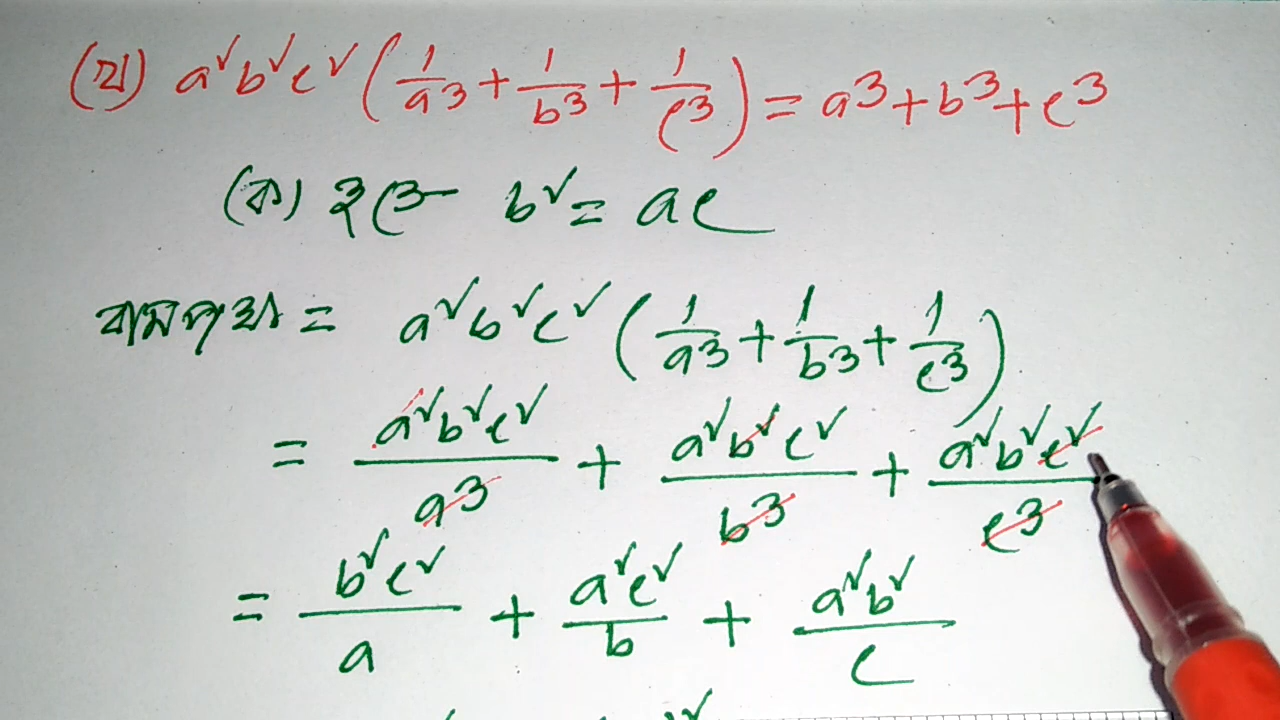 (ঘ) a²b²c² (1/a³ + 1/b³ + 1/c³) = a³ + b³ + c³
(ক) হতে b² = ac
বামপক্ষ = a²b²c² (1/a³ + 1/b³ + 1/c³)
= a²b²c²/a³ + a²b²c²/b³ + a²b²c²/c³
= b²c²/a + a²c²/b + a²b²/c